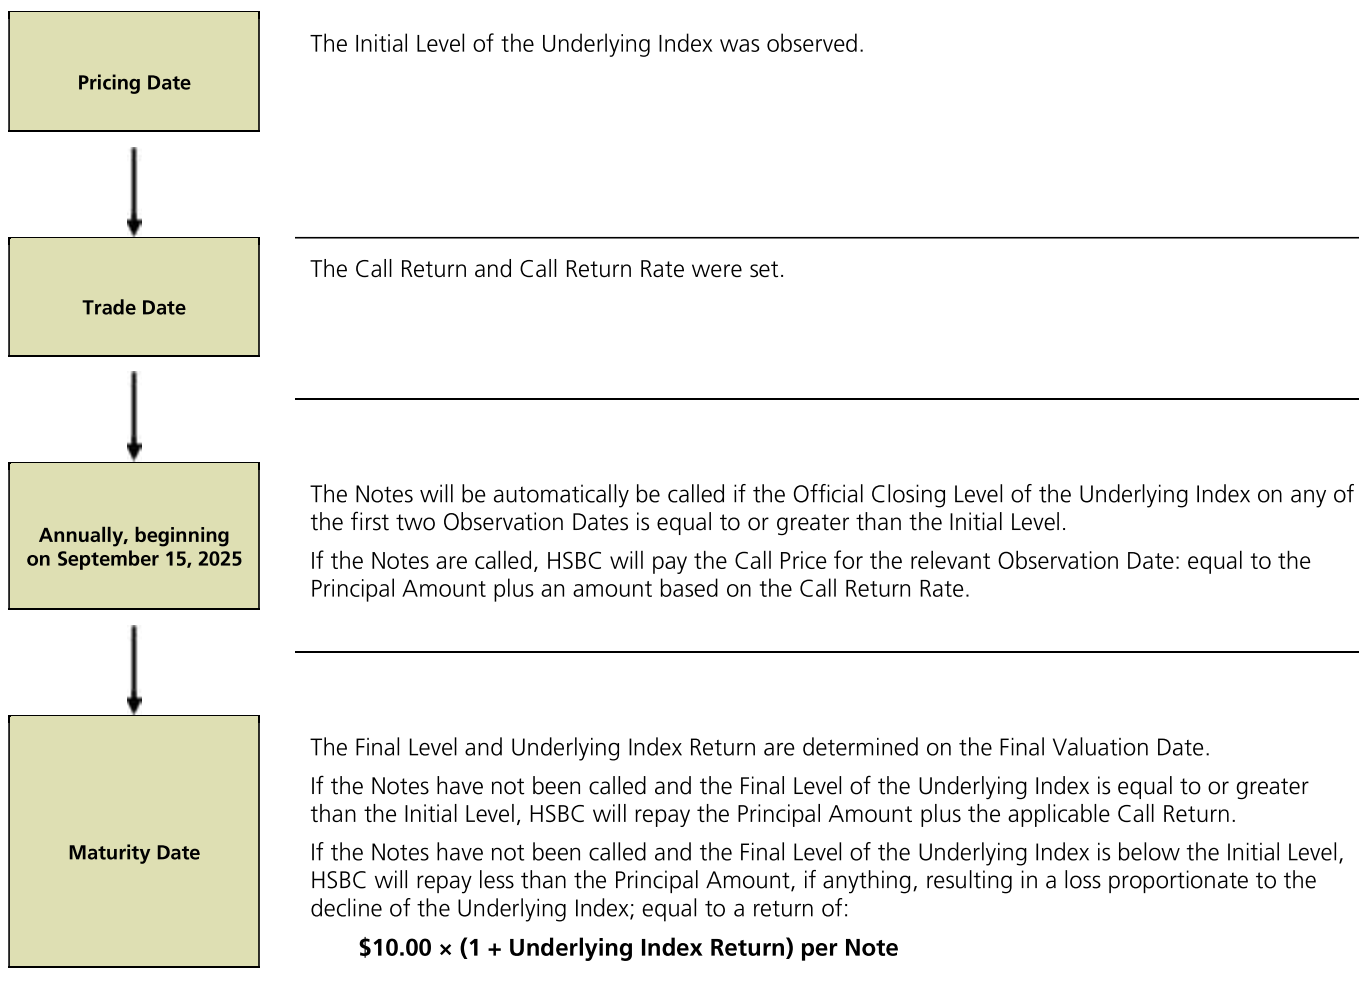 Pricing Date
The Initial Level of the Underlying Index was observed.
Trade Date
The Call Return and Call Return Rate were set.
Annually, beginning
on September 15, 2025
The Notes will be automatically be called if the Official Closing Level of the Underlying Index on any of
the first two Observation Dates is equal to or greater than the Initial Level.
If the Notes are called, HSBC will pay the Call Price for the relevant Observation Date: equal to the
Principal Amount plus an amount based on the Call Return Rate.
Maturity Date
The Final Level and Underlying Index Return are determined on the Final Valuation Date.
If the Notes have not been called and the Final Level of the Underlying Index is equal to or greater
than the Initial Level, HSBC will repay the Principal Amount plus the applicable Call Return.
If the Notes have not been called and the Final Level of the Underlying Index is below the Initial Level,
HSBC will repay less than the Principal Amount, if anything, resulting in a loss proportionate to the
decline of the Underlying Index; equal to a return of:
$10.00 × (1 + Underlying Index Return) per Note